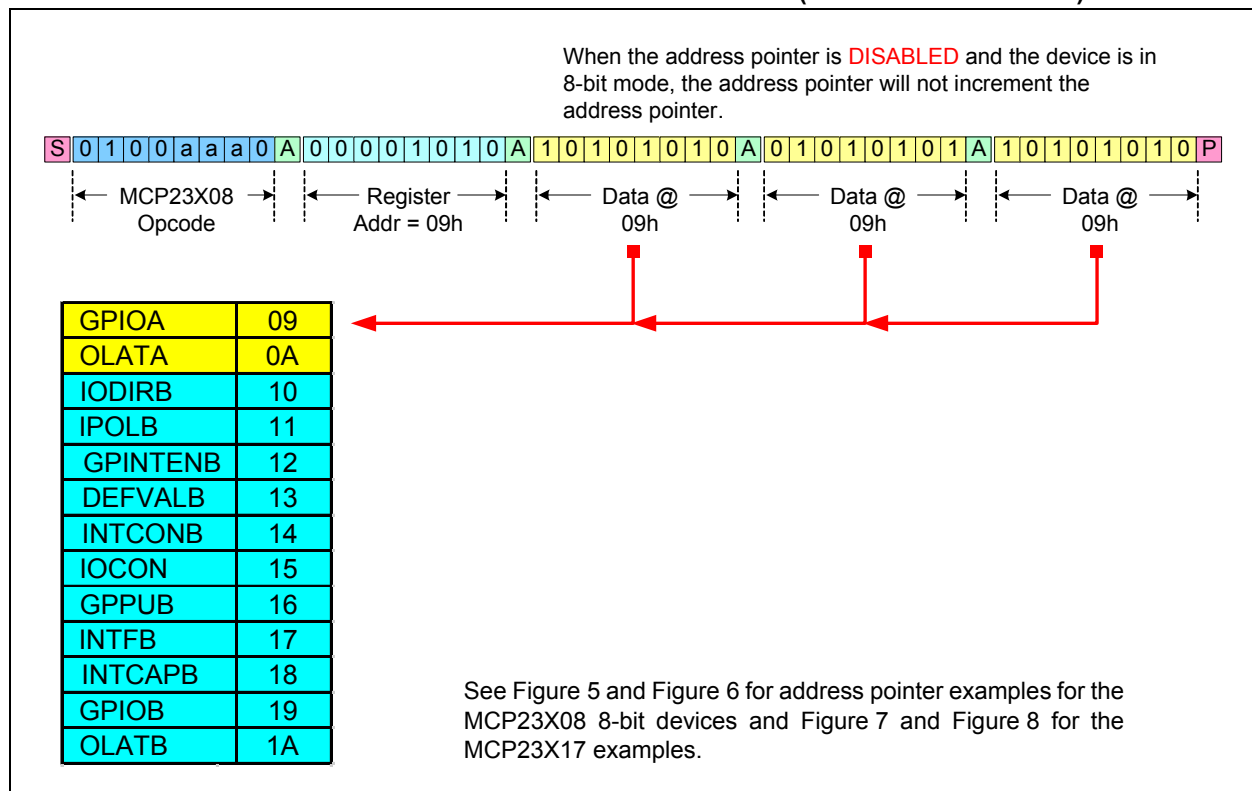 When the address pointer is DISABLED and the device is in
8-bit mode, the address pointer will not increment the
address pointer.
S 0 1 0 0 a a a 0 A 0 0 0 0 1 0 1 0 A 1 0 1 0 1 0 1 0 A 0 1 0 1 0 1 0 1 A 1 0 1 0 1 0 1 0 P
MCP23X08 Register Data @ Data @ Data @
Opcode Addr = 09h 09h 09h 09h
GPIOA 09
OLATA 0A
IODIRB 10
IPOLB 11
GPINTENB 12
DEFVALB 13
INTCONB 14
IOCON 15
GPPUB 16
INTFB 17
INTCAPB 18
GPIOB 19
OLATB 1A
See Figure 5 and Figure 6 for address pointer examples for the
MCP23X08 8-bit devices and Figure 7 and Figure 8 for the
MCP23X17 examples.